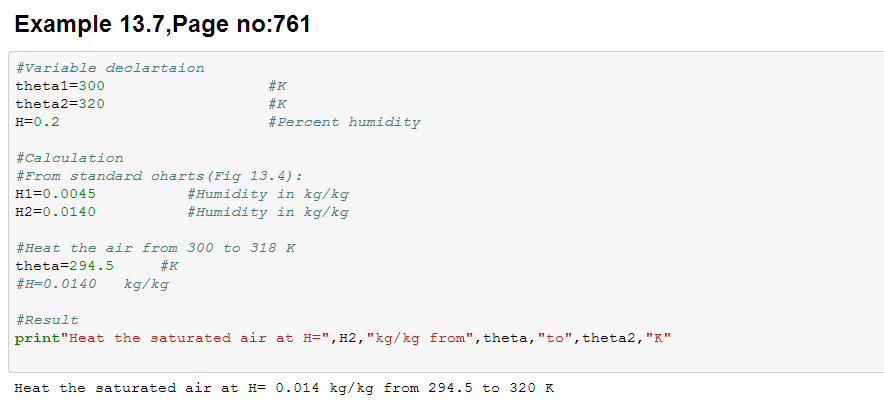 Example 13.7,Page no:761
#Variable declartaion
theta1=300 #K
theta2=320 #K
H=0.2 #Percent humidity
#Calculation
#From standard charts(Fig 13.4):
H1=0.0045 #Humidity in kg/kg
H2=0.0140 #Humidity in kg/kg
#Heat the air from 300 to 318 K
theta=294.5 #K
#H=0.0140 kg/kg
#Result
print"Heat the saturated air at H=",H2,"kg/kg from",theta,"to",theta2,"K"
Heat the saturated air at H= 0.014 kg/kg from 294.5 to 320 K